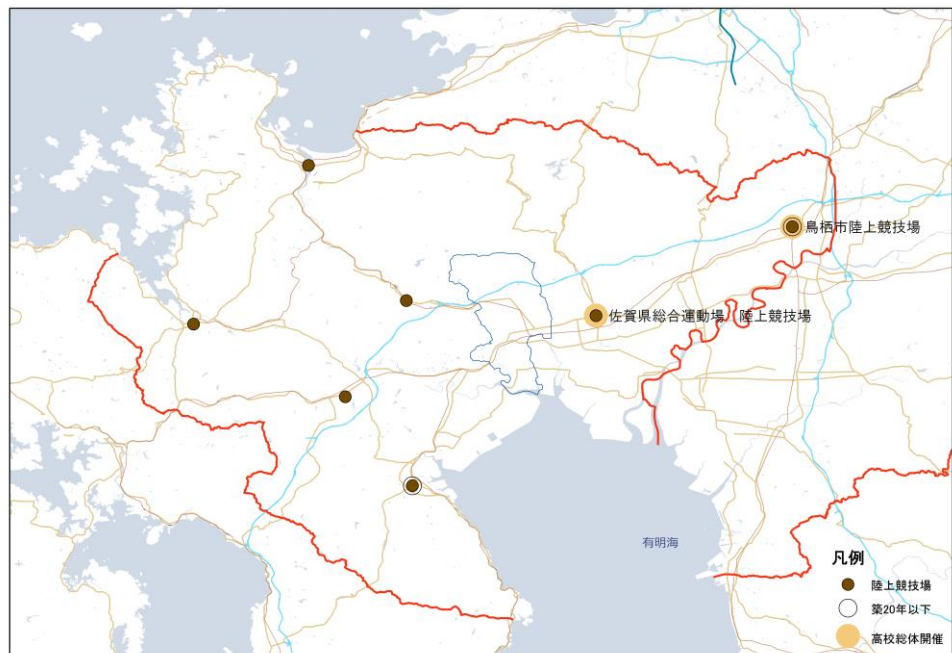 鳥栖市陸上競技場
佐賀県総合運動場 陸上競技場
有明海
凡例
陸上競技場
築20年以下
高校総体開催